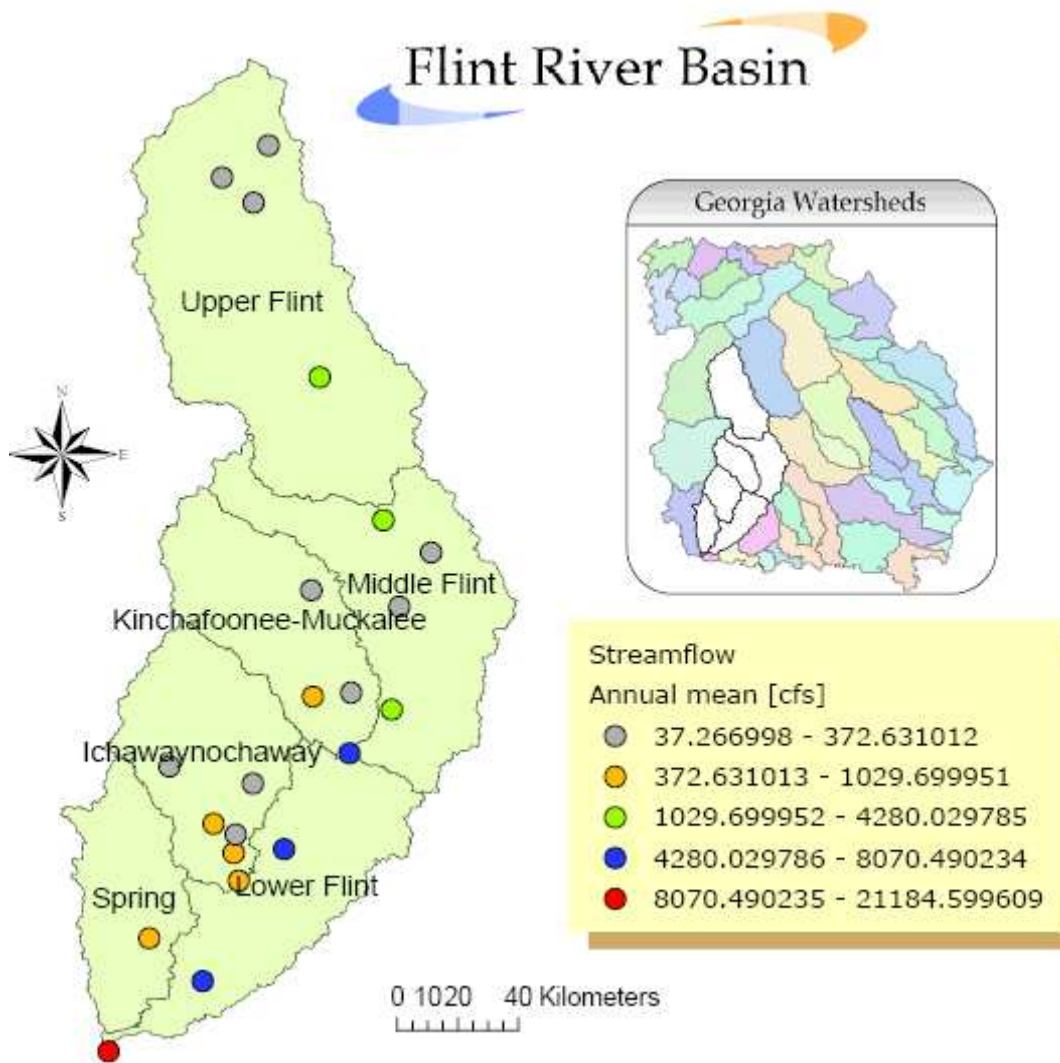 Flint River Basin
Georgia Watersheds
Upper Flint
N
E
S
Middle Flint
Kinchafoonee-Muckalee
Ichawaynochaway
Lower Flint
Spring
Streamflow
Annual mean [cfs]
37.266998 - 372.631012
372.631013 - 1029.699951
1029.699952 - 4280.029785
4280.029786 - 8070.490234
8070.490235 - 21184.599609
0 1020 40 Kilometers